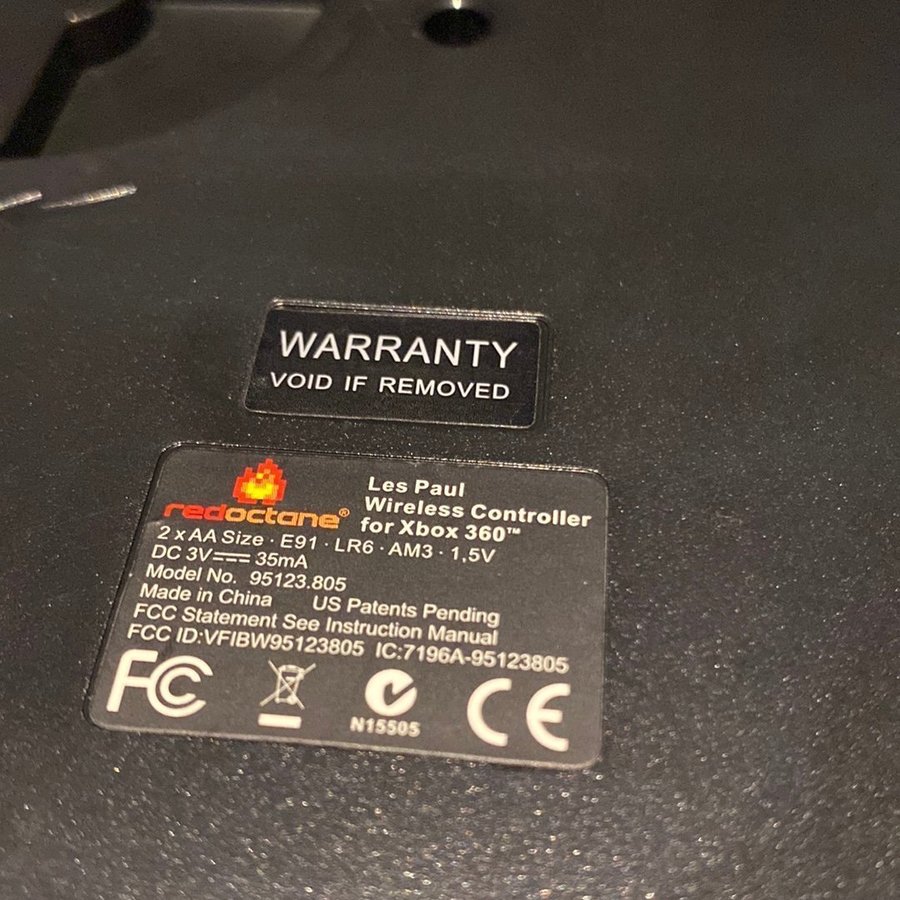 WARRANTY
VOID IF REMOVED
redoctane®
Les Paul
Wireless Controller
for Xbox 360™
2 x AA Size · E91 · LR6 · AM3 · 1,5V
DC 3V⎓ 35mA
Model No. 95123.805
Made in China US Patents Pending
FCC Statement See Instruction Manual
FCC ID:VFIBW95123805 IC:7196A-95123805
FC CE
N15505